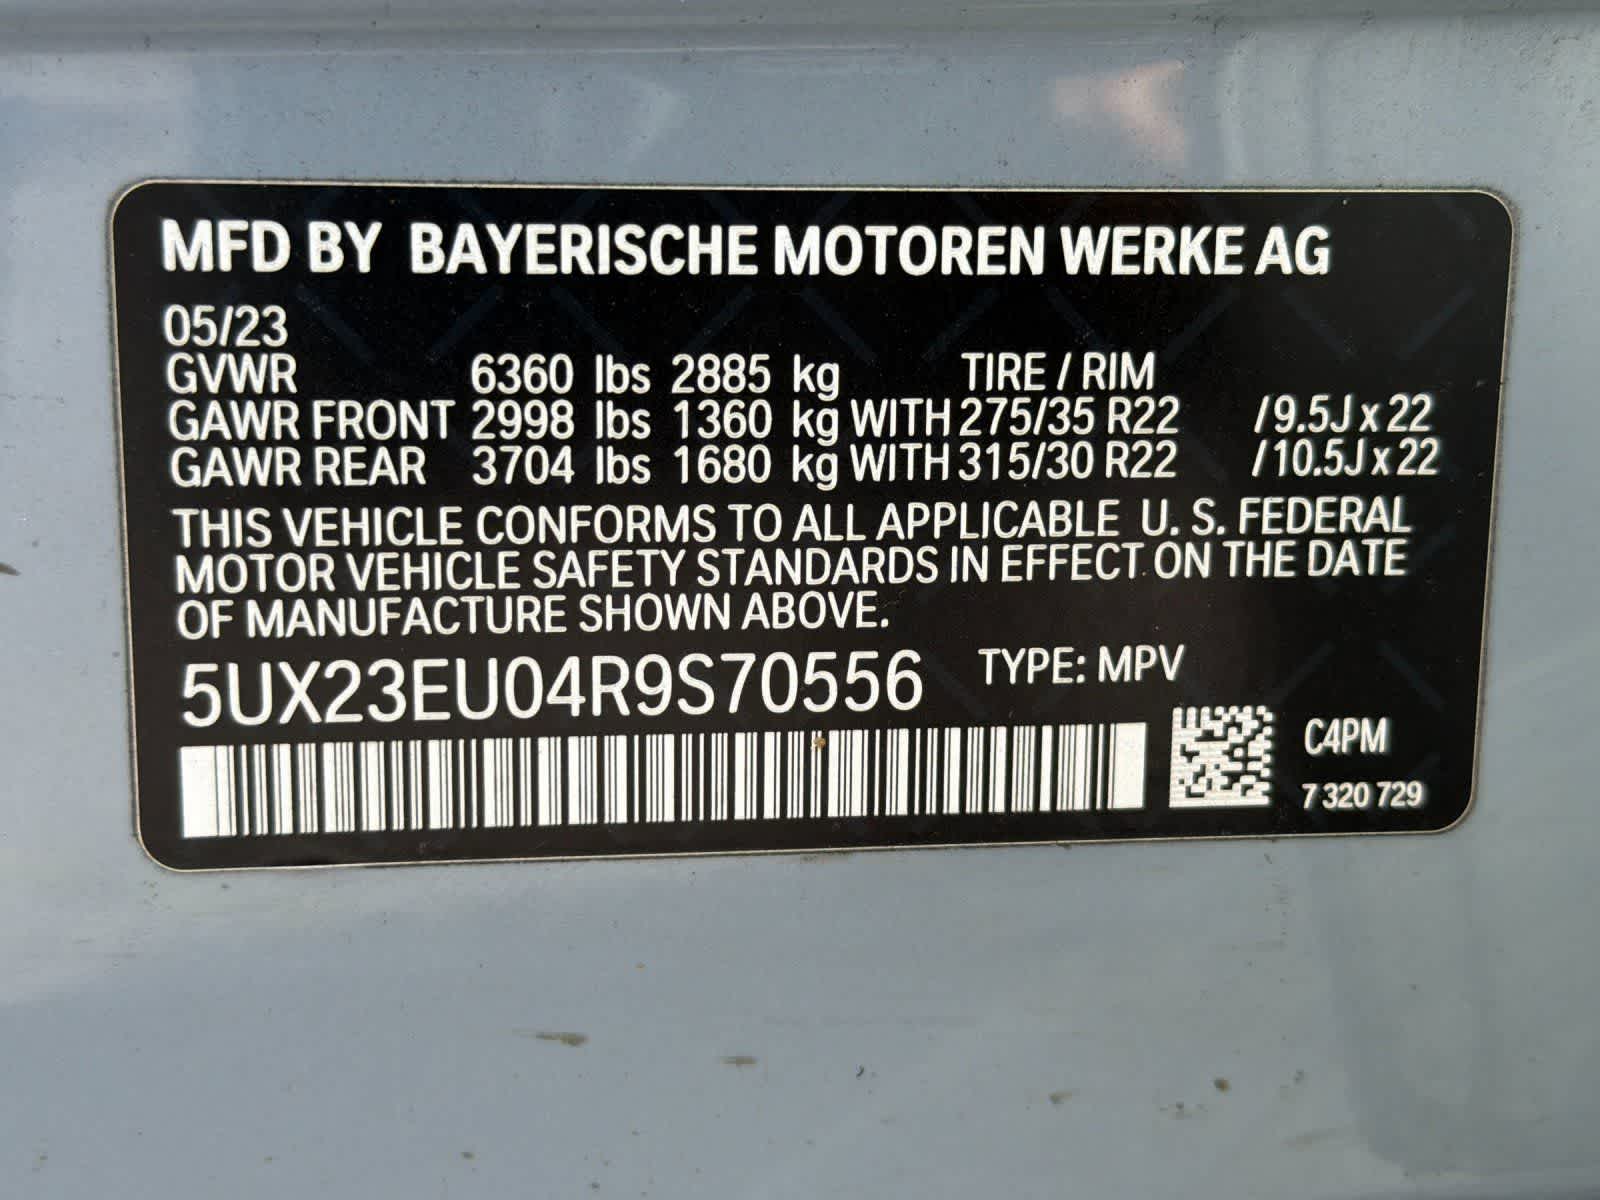 MFD BY BAYERISCHE MOTOREN WERKE AG
05/23
GVWR 6360 lbs 2885 kg TIRE / RIM
GAWR FRONT 2998 lbs 1360 kg WITH 275/35 R22 /9.5J x 22
GAWR REAR 3704 lbs 1680 kg WITH 315/30 R22 /10.5J x 22
THIS VEHICLE CONFORMS TO ALL APPLICABLE U. S. FEDERAL
MOTOR VEHICLE SAFETY STANDARDS IN EFFECT ON THE DATE
OF MANUFACTURE SHOWN ABOVE.
5UX23EU04R9S70556 TYPE: MPV
C4PM
7 320 729